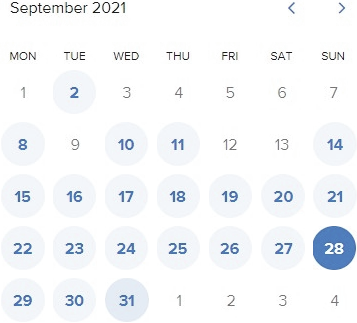 September 2021 < >
MON TUE WED THU FRI SAT SUN
1 2 3 4 5 6 7
8 9 10 11 12 13 14
15 16 17 18 19 20 21
22 23 24 25 26 27 28
29 30 31 1 2 3 4